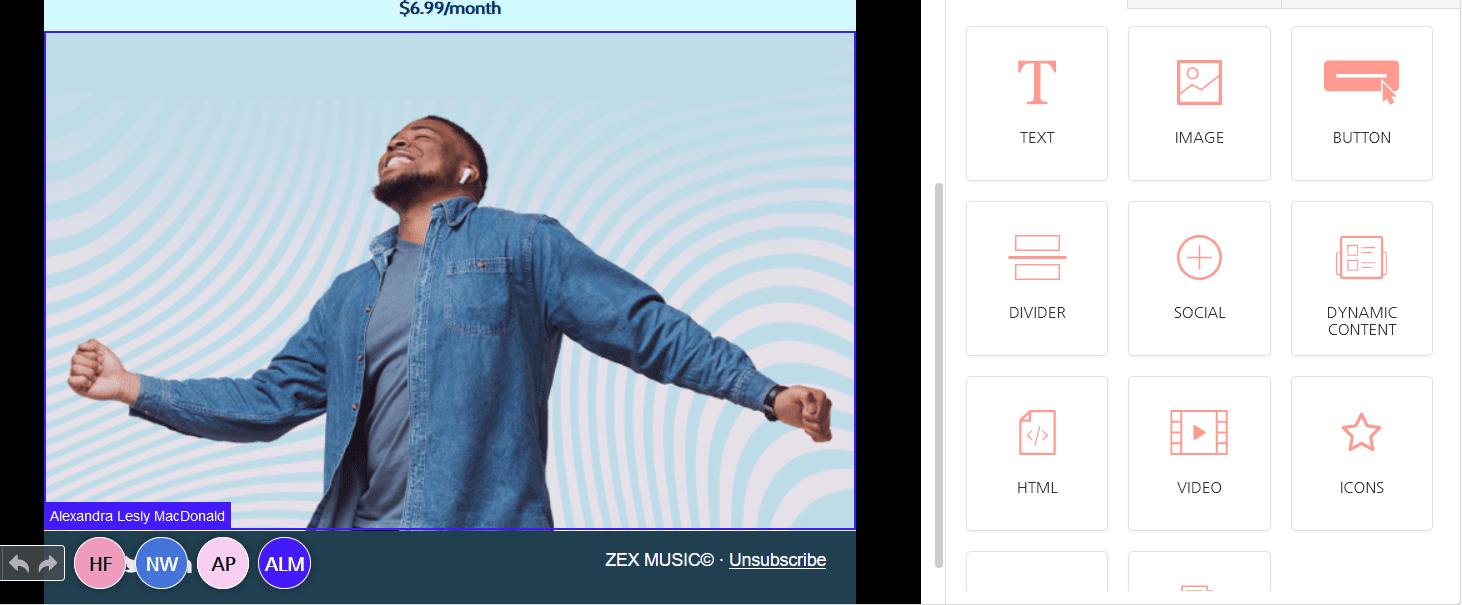 $6.99/month
Alexandra Lesly MacDonald
HF
NW
AP
ALM
ZEX MUSIC© · Unsubscribe
TEXT
IMAGE
BUTTON
DIVIDER
SOCIAL
DYNAMIC
CONTENT
HTML
VIDEO
ICONS